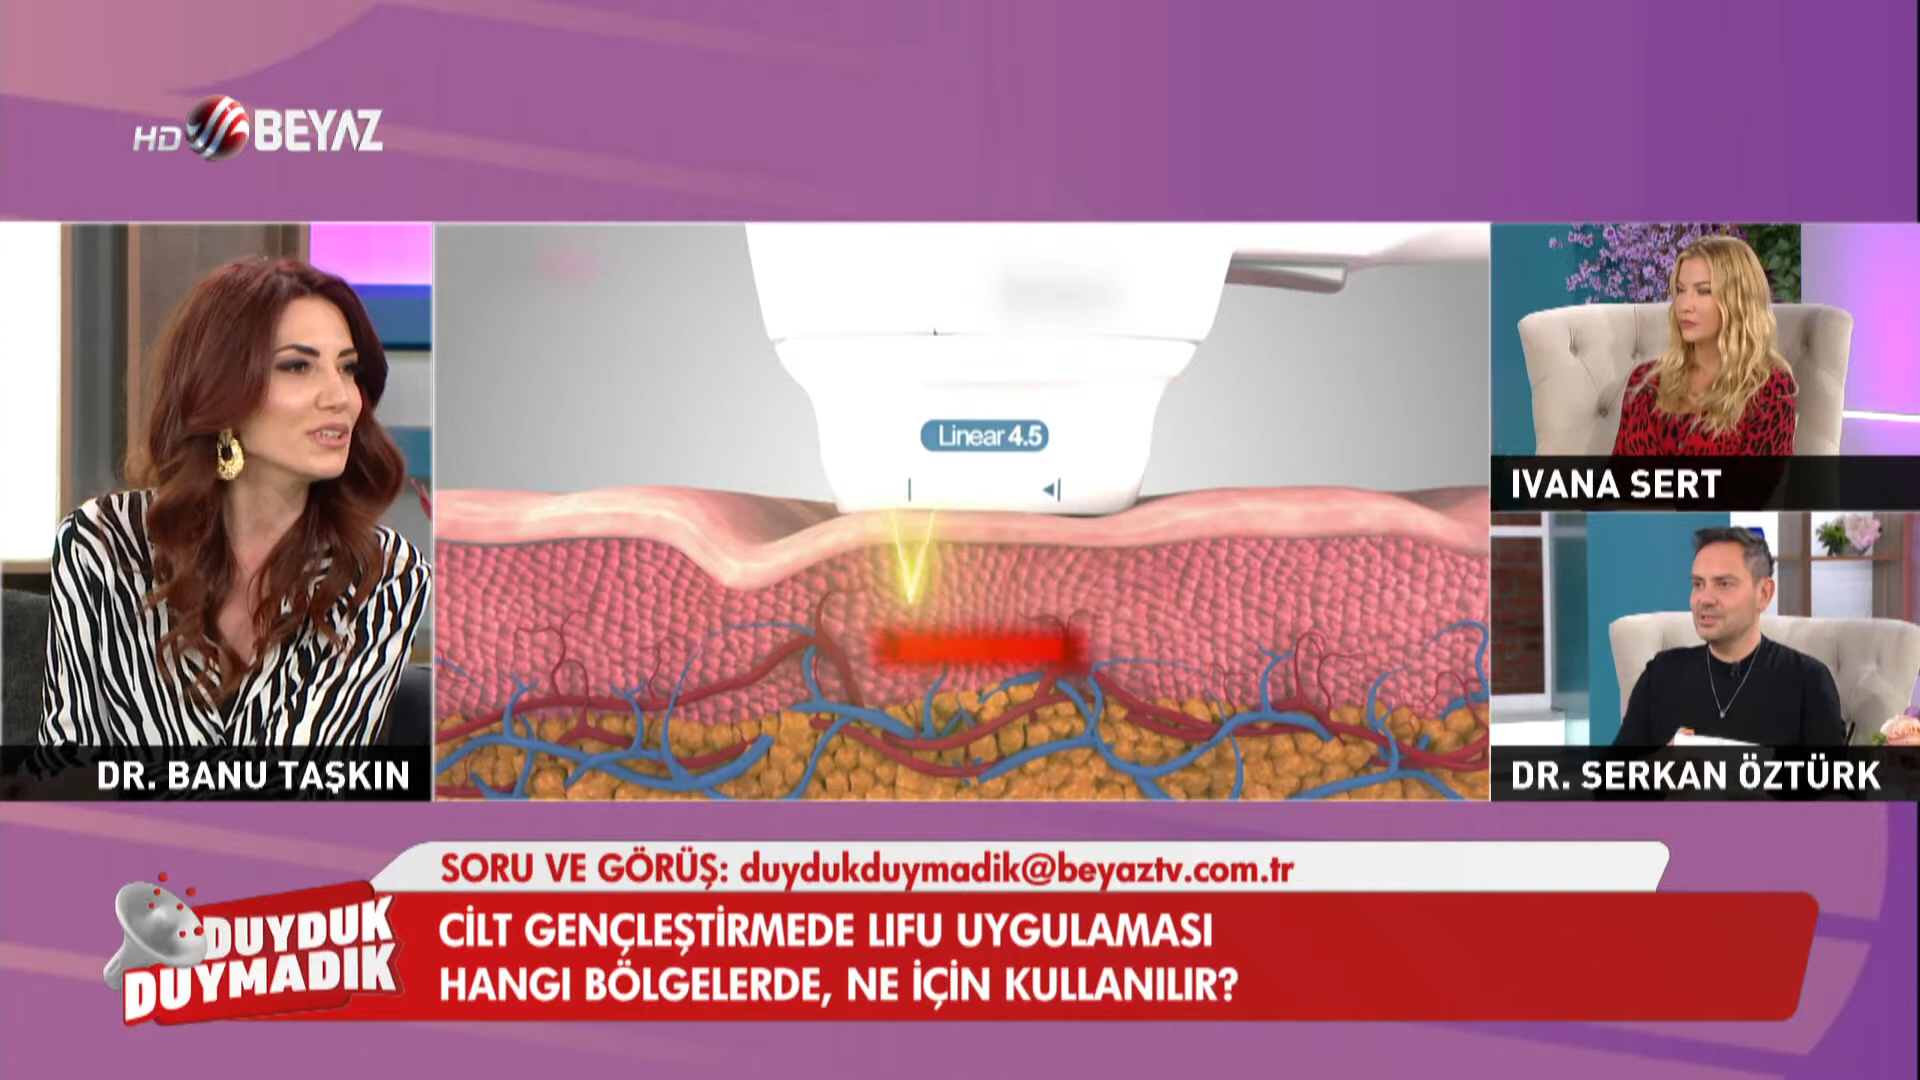 HD BEYAZ
Linear 4.5
IVANA SERT
DR. BANU TAŞKIN
DR. SERKAN ÖZTÜRK
SORU VE GÖRÜŞ: duydukduymadik@beyaztv.com.tr
DUYDUK
DUYMADIK
CİLT GENÇLEŞTİRMEDE LIFU UYGULAMASI
HANGI BÖLGELERDE, NE İÇİN KULLANILIR?